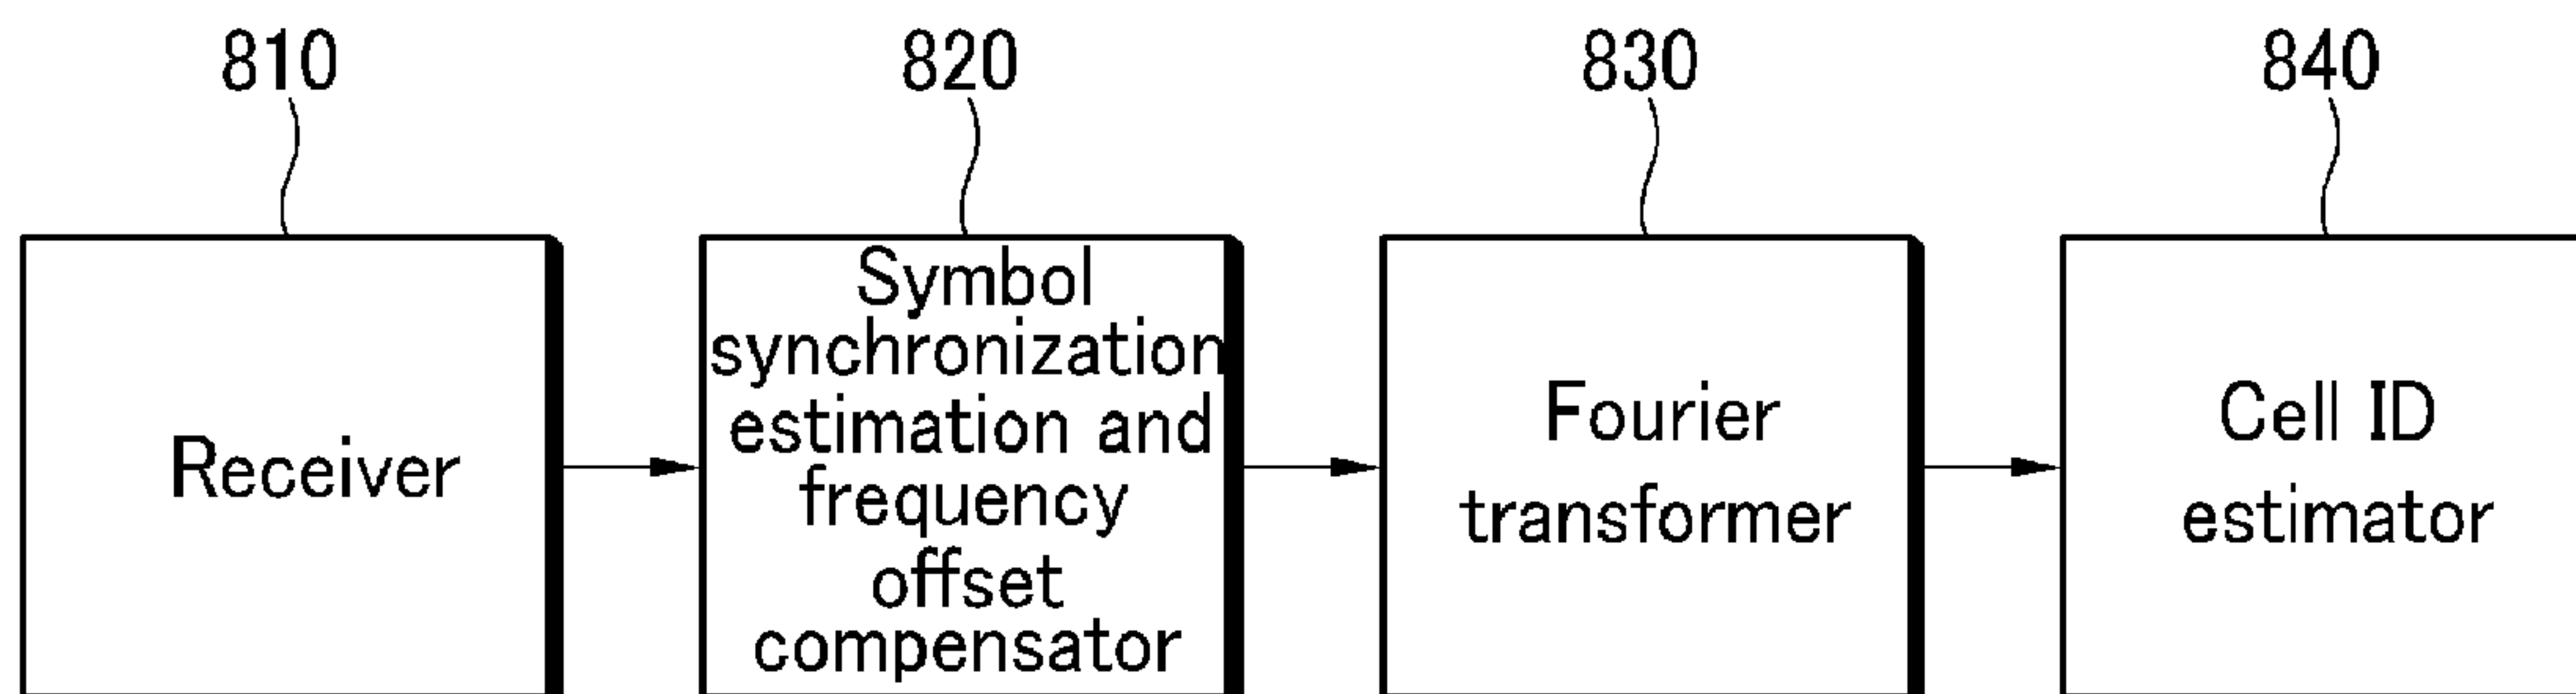 810
820
830
840
Receiver
Symbol
synchronization
estimation and
frequency
offset
compensator
Fourier
transformer
Cell ID
estimator